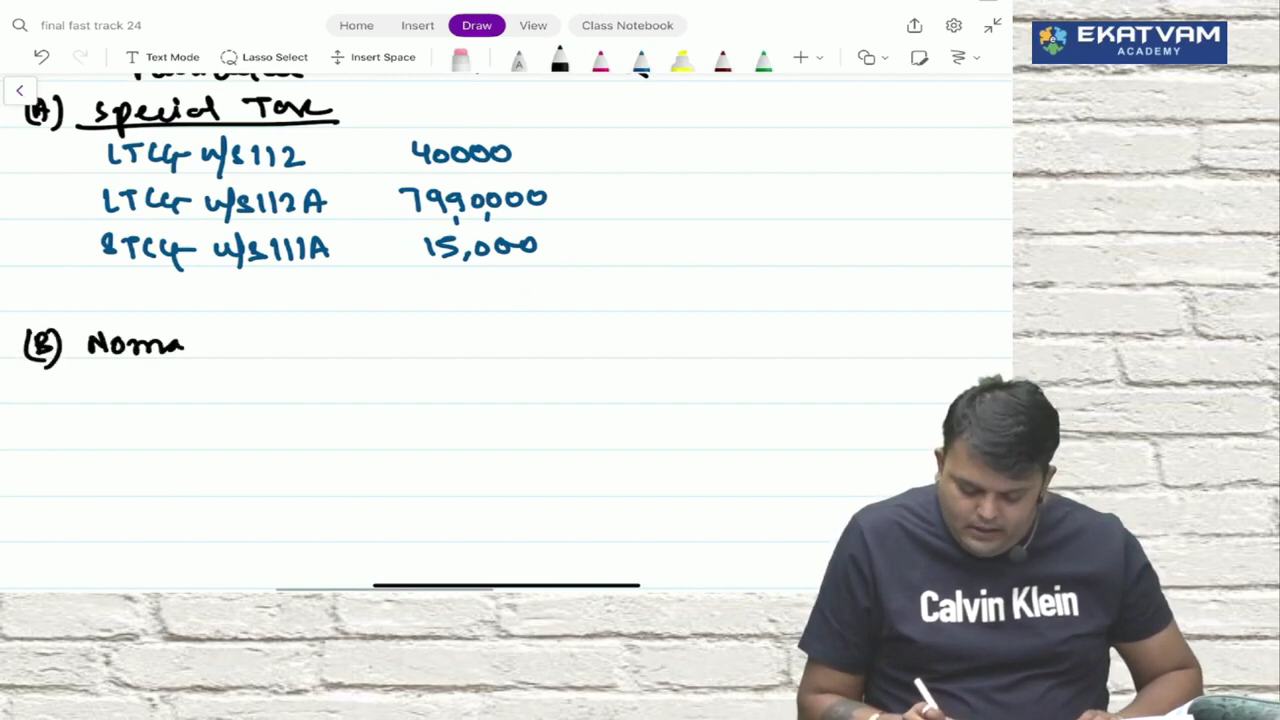 final fast track 24
Home Insert Draw View Class Notebook
Text Mode Lasso Select Insert Space
EKATVAM
ACADEMY
(A) Special Tax
LTCG u/s 112 40000
LTCG u/s 112A 7990000
STCG u/s 111A 15,000
(B) Noma
Calvin Klein